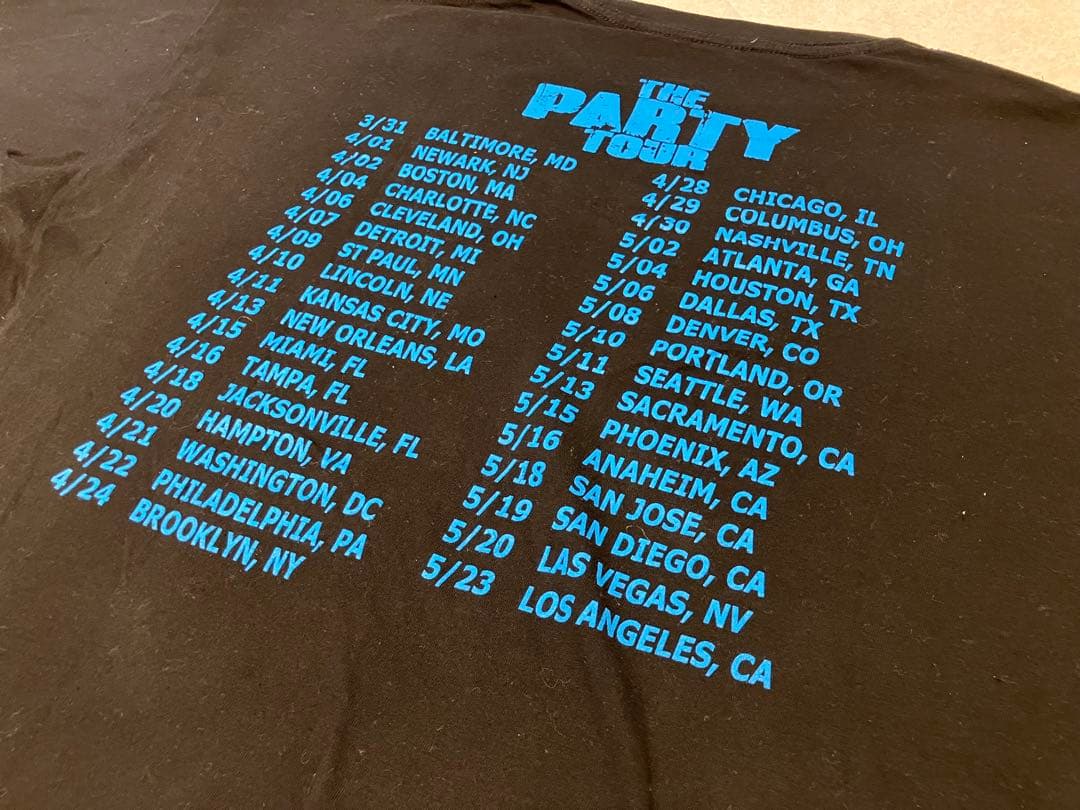 THE
PARTY
TOUR
3/31 BALTIMORE, MD
4/01 NEWARK, NJ
4/02 BOSTON, MA
4/04 CHARLOTTE, NC
4/06 CLEVELAND, OH
4/07 DETROIT, MI
4/09 ST PAUL, MN
4/10 LINCOLN, NE
4/11 KANSAS CITY, MO
4/13 NEW ORLEANS, LA
4/15 MIAMI, FL
4/16 TAMPA, FL
4/18 JACKSONVILLE, FL
4/20 HAMPTON, VA
4/21 WASHINGTON, DC
4/22 PHILADELPHIA, PA
4/24 BROOKLYN, NY
4/28 CHICAGO, IL
4/29 COLUMBUS, OH
4/30 NASHVILLE, TN
5/02 ATLANTA, GA
5/04 HOUSTON, TX
5/06 DALLAS, TX
5/08 DENVER, CO
5/10 PORTLAND, OR
5/11 SEATTLE, WA
5/13 SACRAMENTO, CA
5/15 PHOENIX, AZ
5/16 ANAHEIM, CA
5/18 SAN JOSE, CA
5/19 SAN DIEGO, CA
5/20 LAS VEGAS, NV
5/23 LOS ANGELES, CA